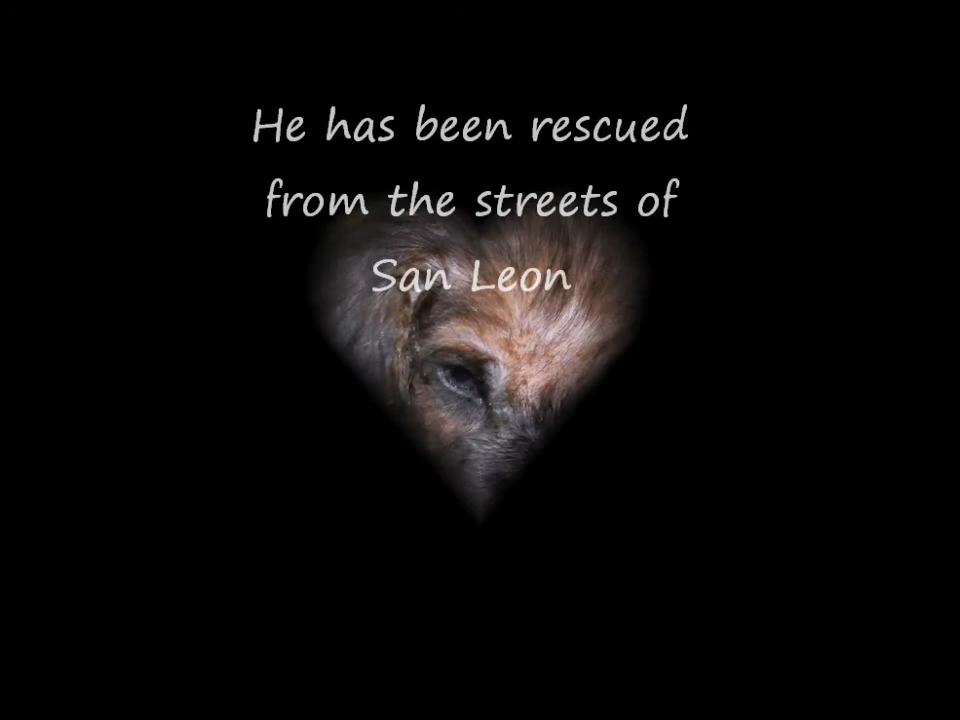 He has been rescued
from the streets of
San Leon